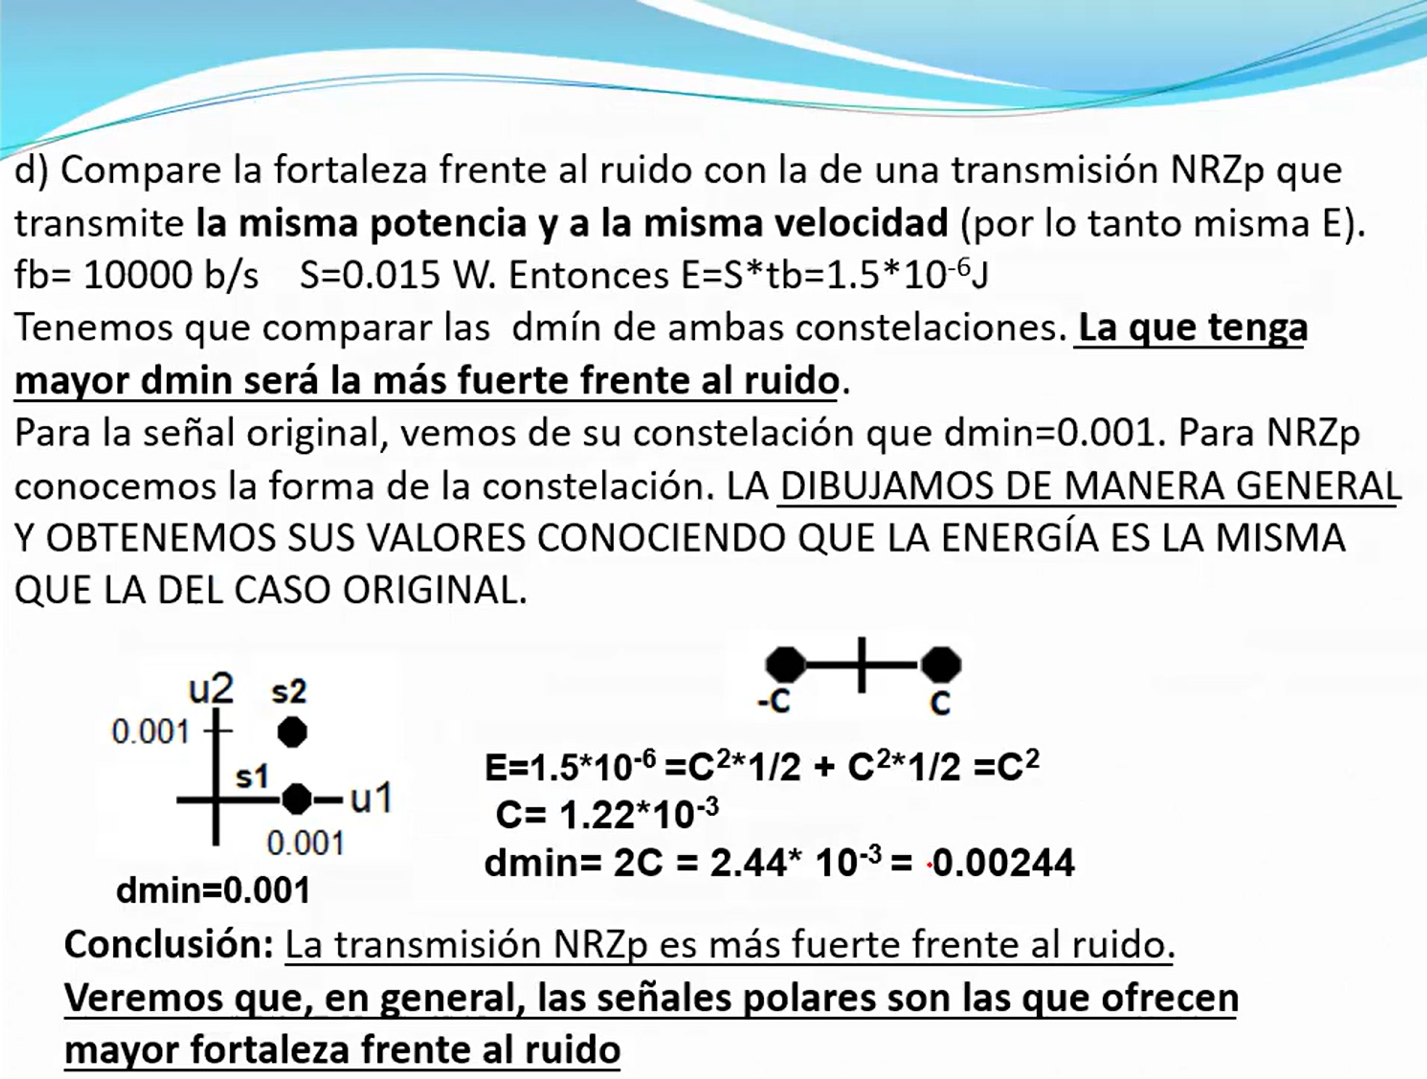 d) Compare la fortaleza frente al ruido con la de una transmisión NRZp que
transmite la misma potencia y a la misma velocidad (por lo tanto misma E).
fb= 10000 b/s    S=0.015 W. Entonces E=S*tb=1.5*10⁻⁶J
Tenemos que comparar las  dmín de ambas constelaciones. La que tenga
mayor dmin será la más fuerte frente al ruido.
Para la señal original, vemos de su constelación que dmin=0.001. Para NRZp
conocemos la forma de la constelación. LA DIBUJAMOS DE MANERA GENERAL
Y OBTENEMOS SUS VALORES CONOCIENDO QUE LA ENERGÍA ES LA MISMA
QUE LA DEL CASO ORIGINAL.
u2 s2
0.001
s1
u1
0.001
dmin=0.001
-C C
E=1.5*10⁻⁶ =C²*1/2 + C²*1/2 =C²
C= 1.22*10⁻³
dmin= 2C = 2.44* 10⁻³ = 0.00244
Conclusión: La transmisión NRZp es más fuerte frente al ruido.
Veremos que, en general, las señales polares son las que ofrecen
mayor fortaleza frente al ruido